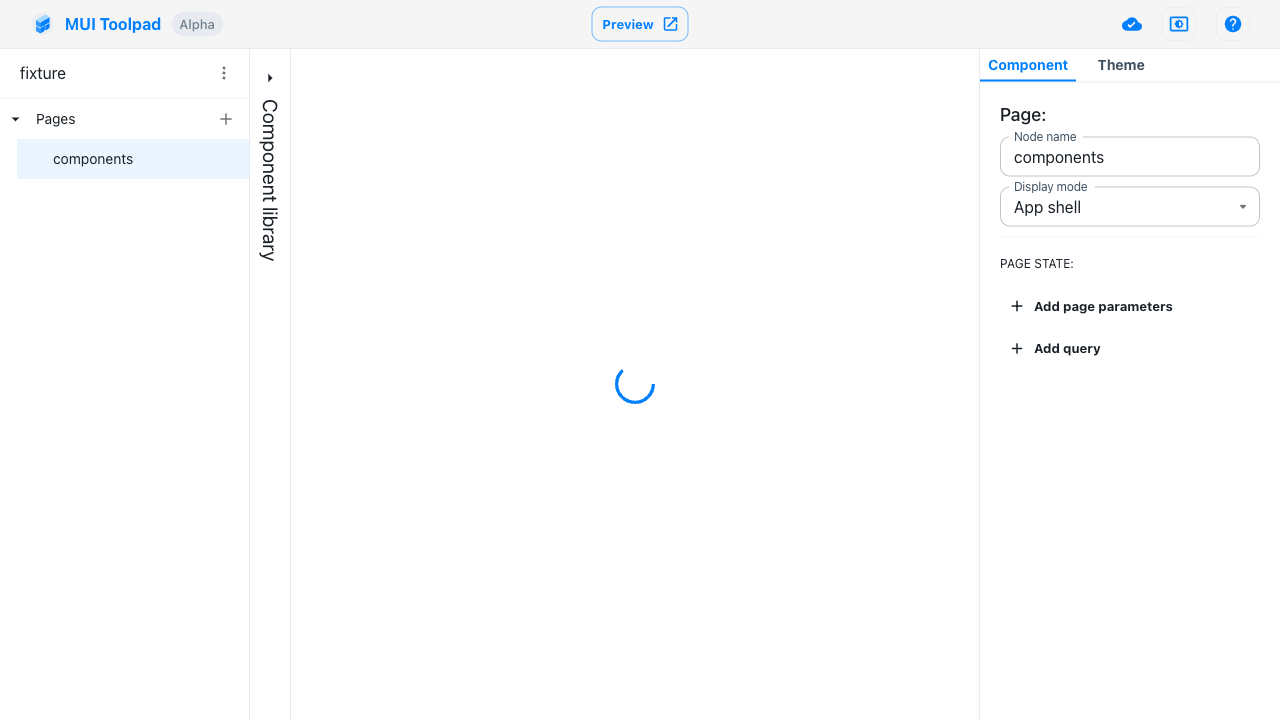 MUI Toolpad
Alpha
Preview
fixture
Pages
components
Component library
Component
Theme
Page:
Node name
components
Display mode
App shell
PAGE STATE:
Add page parameters
Add query